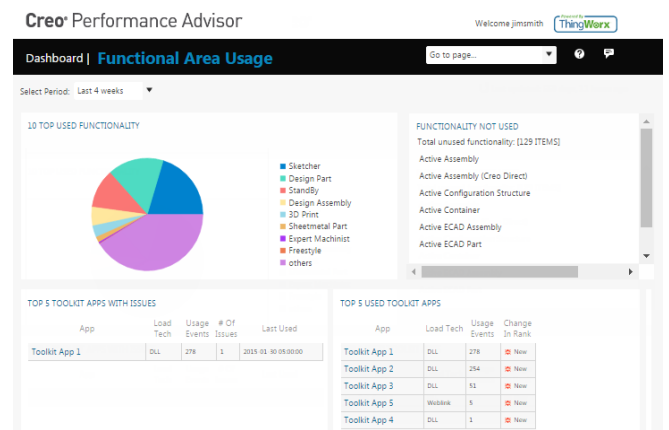 Creo® Performance Advisor
Welcome jimsmith
Powered By
ThingWorx
Dashboard | Functional Area Usage
Go to page...
Select Period: Last 4 weeks
10 TOP USED FUNCTIONALITY
Sketcher
Design Part
StandBy
Design Assembly
3D Print
Sheetmetal Part
Expert Machinist
Freestyle
others
FUNCTIONALITY NOT USED
Total unused functionality: [129 ITEMS]
Active Assembly
Active Assembly (Creo Direct)
Active Configuration Structure
Active Container
Active ECAD Assembly
Active ECAD Part
TOP 5 TOOLKIT APPS WITH ISSUES
App Load Tech Usage Events # Of Issues Last Used
Toolkit App 1 DLL 278 1 2015-01-30 05:00:00
TOP 5 USED TOOLKIT APPS
App Load Tech Usage Events Change In Rank
Toolkit App 1 DLL 278 New
Toolkit App 2 DLL 254 New
Toolkit App 3 DLL 51 New
Toolkit App 5 Weblink 5 New
Toolkit App 4 DLL 1 New